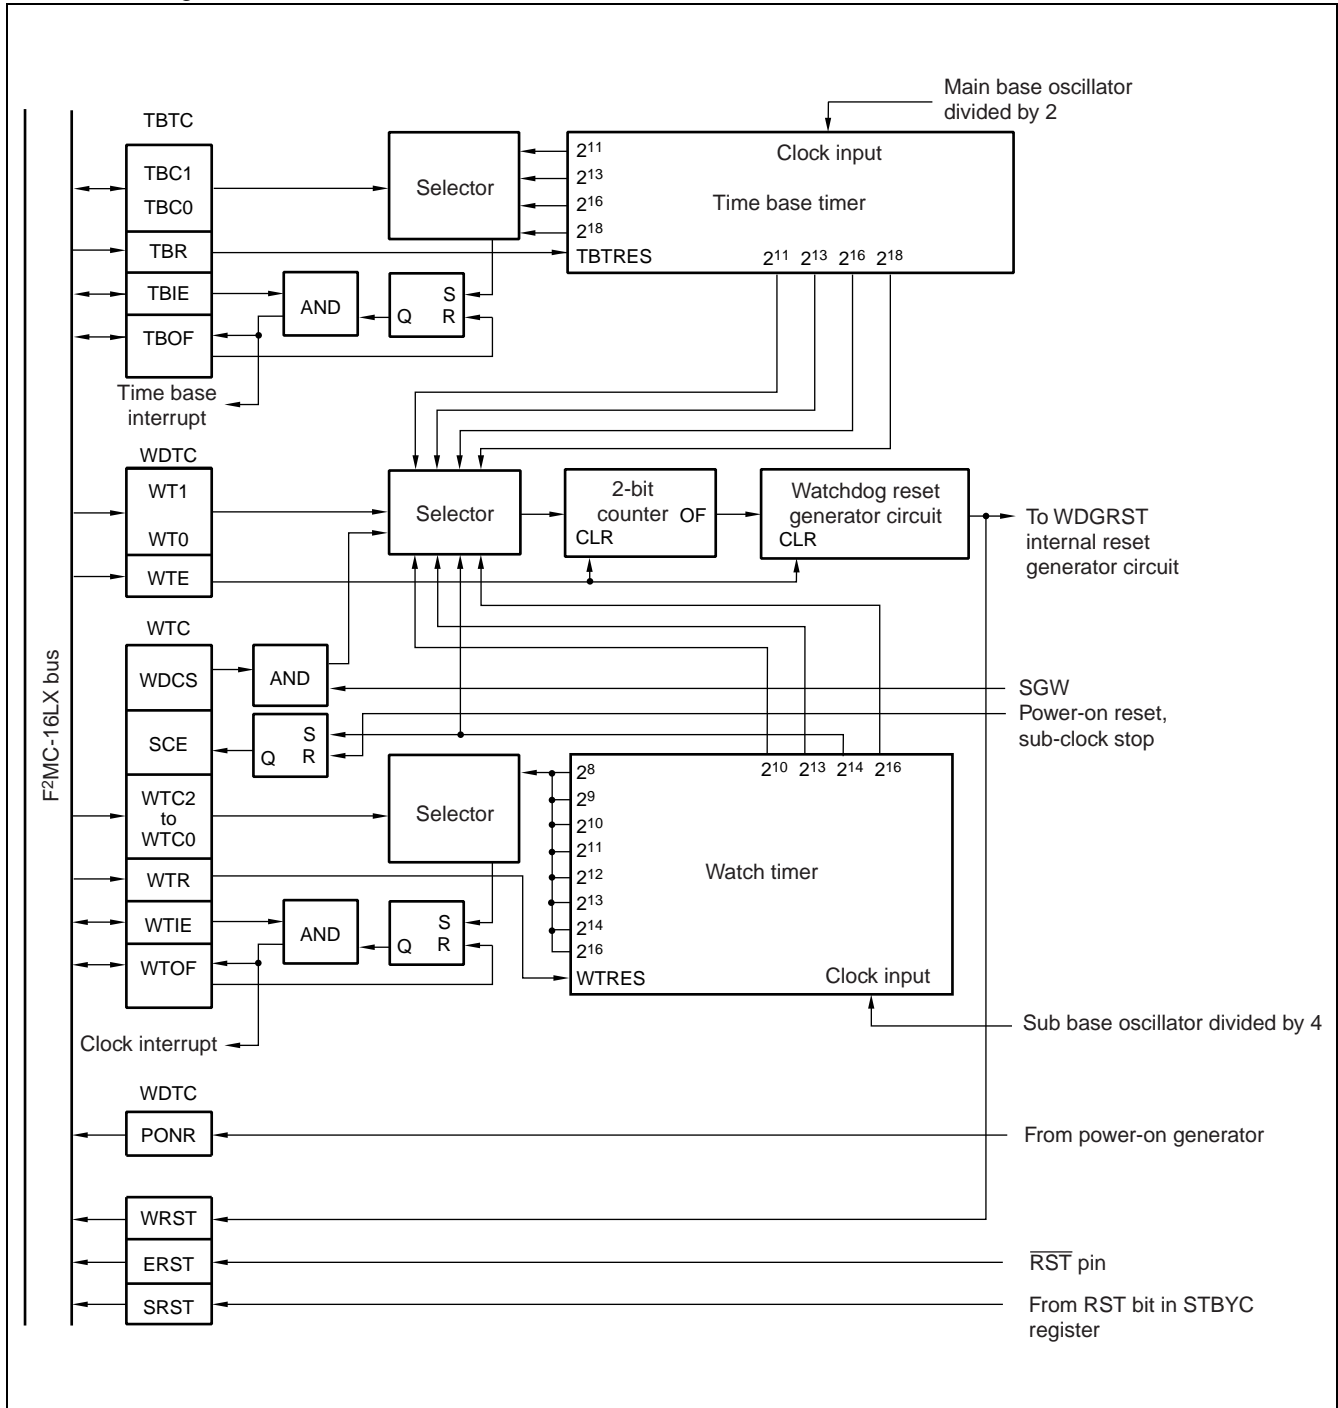 Main base oscillator
divided by 2
TBTC
TBC1
TBC0
TBR
TBIE
TBOF
Selector
2¹¹
2¹³
2¹⁶
2¹⁸
TBTRES
Clock input
Time base timer
2¹¹ 2¹³ 2¹⁶ 2¹⁸
AND
S
Q R
Time base
interrupt
WDTC
WT1
WT0
WTE
Selector
2-bit
counter OF
CLR
Watchdog reset
generator circuit
CLR
To WDGRST
internal reset
generator circuit
F²MC-16LX bus
WTC
WDCS
SCE
WTC2
to
WTC0
WTR
WTIE
WTOF
AND
SGW
S
Q R
Power-on reset,
sub-clock stop
Selector
2¹⁰ 2¹³ 2¹⁴ 2¹⁶
2⁸
2⁹
2¹⁰
2¹¹
2¹²
2¹³
2¹⁴
2¹⁶
WTRES
Watch timer
Clock input
AND
S
Q R
Sub base oscillator divided by 4
Clock interrupt
WDTC
PONR
From power-on generator
WRST
ERST
R̅S̅T̅ pin
SRST
From RST bit in STBYC
register